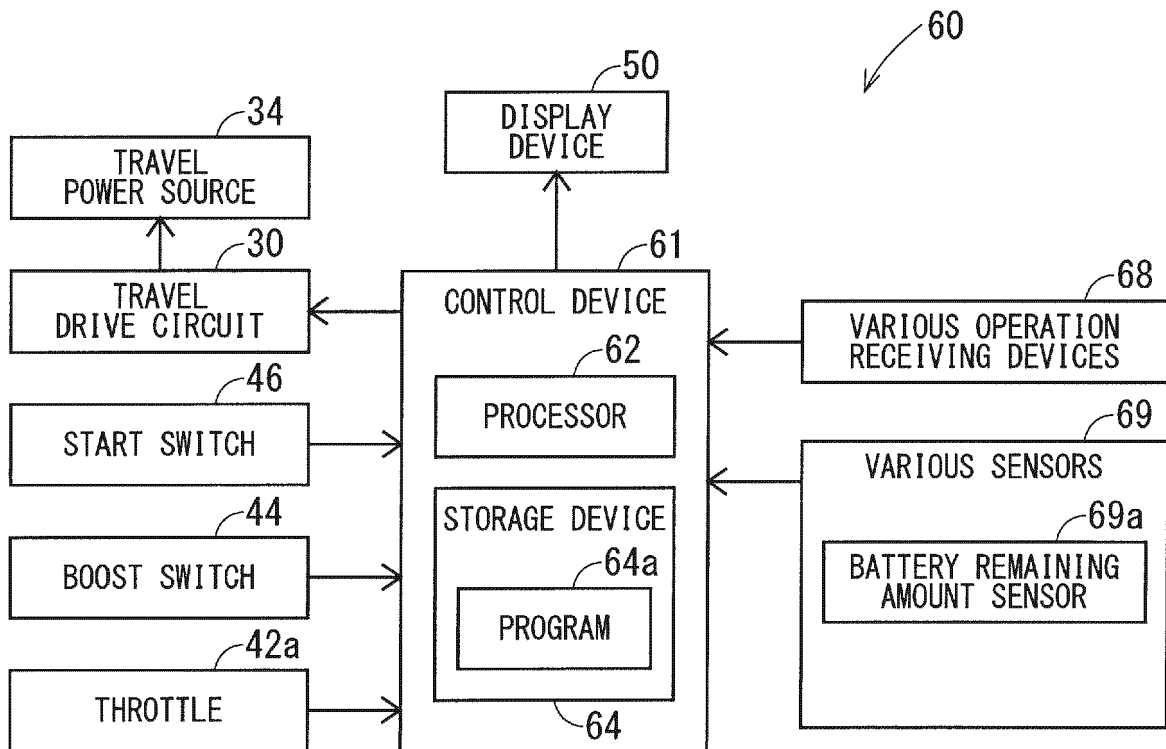 60
50
DISPLAY
DEVICE
34
TRAVEL
POWER SOURCE
30
TRAVEL
DRIVE CIRCUIT
61
CONTROL DEVICE
68
VARIOUS OPERATION
RECEIVING DEVICES
46
START SWITCH
62
PROCESSOR
69
VARIOUS SENSORS
44
BOOST SWITCH
STORAGE DEVICE
64a
PROGRAM
69a
BATTERY REMAINING
AMOUNT SENSOR
42a
THROTTLE
64